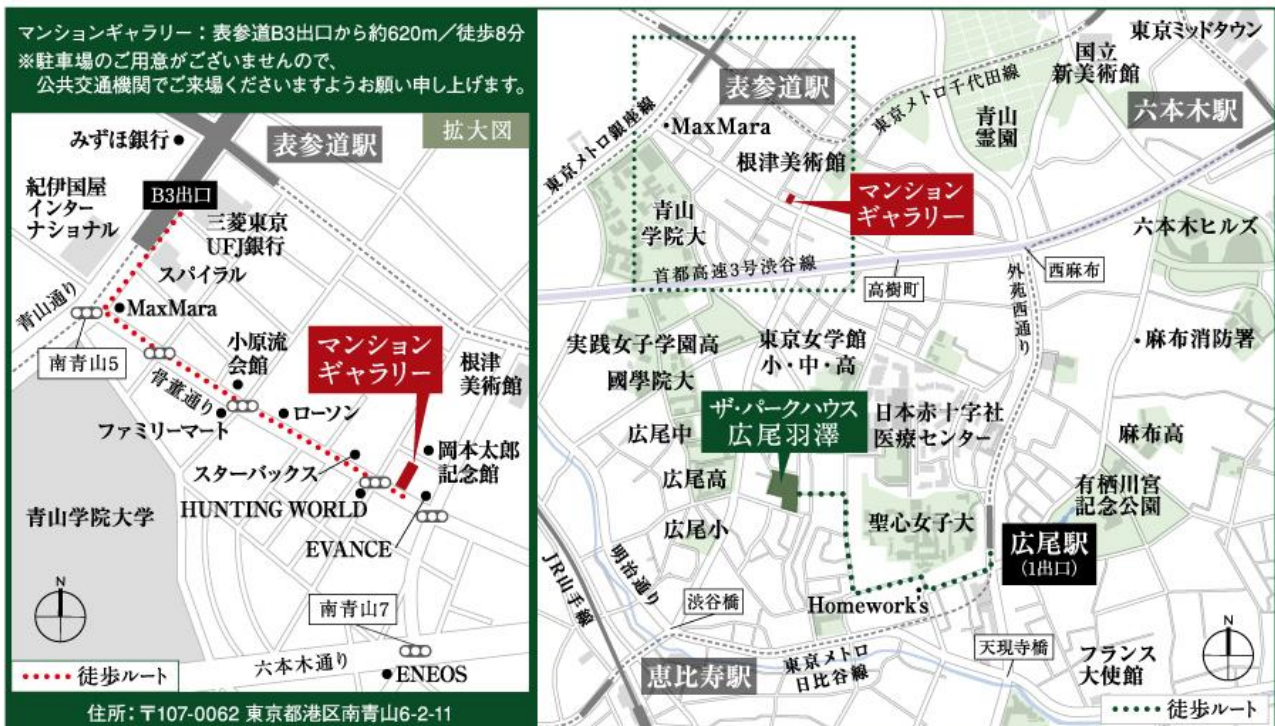 マンションギャラリー：表参道B3出口から約620m／徒歩8分
※駐車場のご用意がございませんので、
公共交通機関でご来場くださいますようお願い申し上げます。
拡大図
みずほ銀行
表参道駅
B3出口
紀伊国屋
インター
ナショナル
三菱東京
UFJ銀行
スパイラル
青山通り
MaxMara
南青山5
小原流
会館
骨董通り
マンション
ギャラリー
根津
美術館
ローソン
ファミリーマート
スターバックス
岡本太郎
記念館
HUNTING WORLD
青山学院大学
EVANCE
N
南青山7
六本木通り
ENEOS
徒歩ルート
住所：〒107-0062 東京都港区南青山6-2-11
東京ミッドタウン
国立
新美術館
表参道駅
東京メトロ千代田線
六本木駅
東京メトロ銀座線
MaxMara
青山
霊園
根津美術館
マンション
ギャラリー
青山
学院大
六本木ヒルズ
首都高速3号渋谷線
高樹町
西麻布
外苑西通り
実践女子学園高
國學院大
東京女学館
小・中・高
麻布消防署
ザ・パークハウス
広尾羽澤
日本赤十字社
医療センター
広尾中
麻布高
広尾高
有栖川宮
記念公園
広尾小
聖心女子大
広尾駅
(1出口)
JR山手線
明治通り
渋谷橋
Homework's
恵比寿駅
東京メトロ
日比谷線
天現寺橋
フランス
大使館
N
徒歩ルート